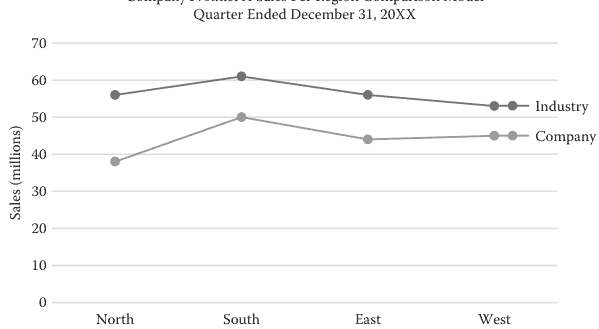 Quarter Ended December 31, 20XX
70
60
50
40
30
20
10
0
Sales (millions)
Industry
Company
North South East West